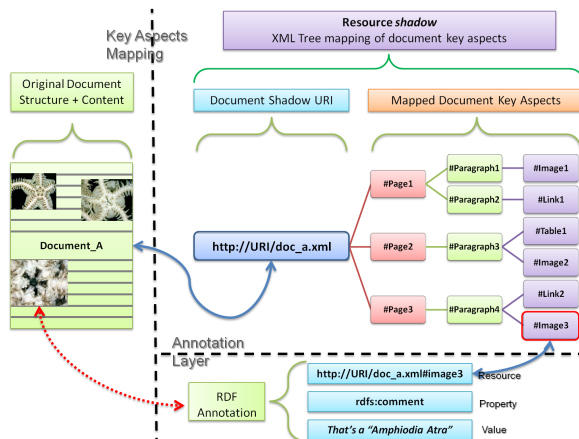 Key Aspects
Mapping
Resource shadow
XML Tree mapping of document key aspects
Original Document
Structure + Content
Document Shadow URI
Mapped Document Key Aspects
Document_A
http://URI/doc_a.xml
#Page1
#Page2
#Page3
#Paragraph1
#Paragraph2
#Paragraph3
#Paragraph4
#Image1
#Link1
#Table1
#Image2
#Link2
#Image3
Annotation
Layer
RDF
Annotation
http://URI/doc_a.xml#image3
Resource
rdfs:comment
Property
That's a “Amphiodia Atra”
Value